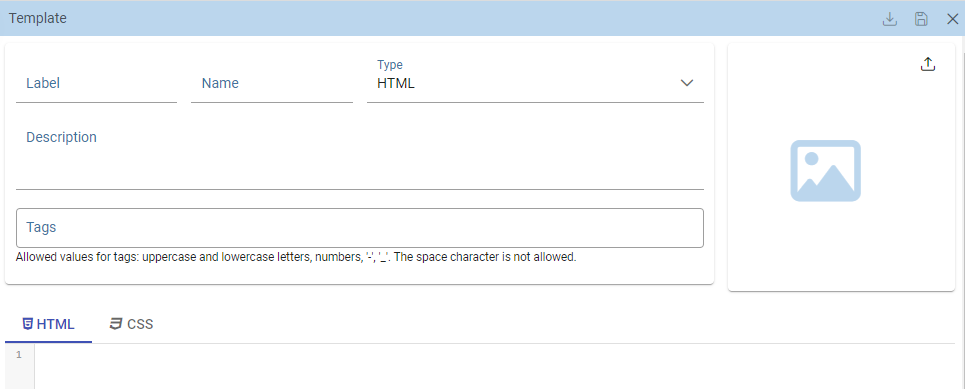 Template
Label
Name
Type
HTML
Description
Tags
Allowed values for tags: uppercase and lowercase letters, numbers, '-', '_'. The space character is not allowed.
HTML
CSS
1